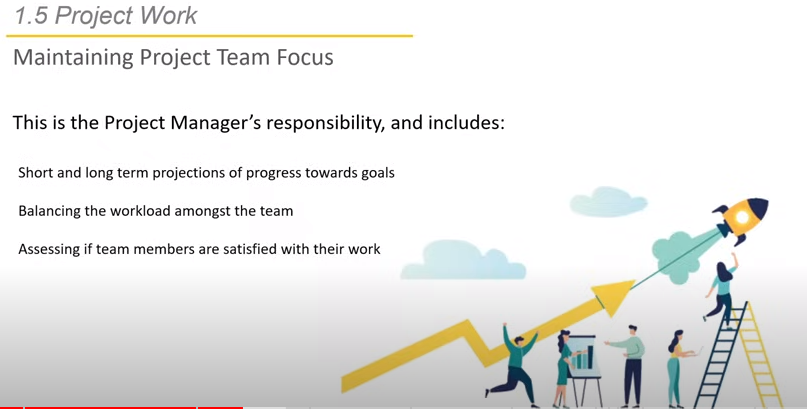 1.5 Project Work
Maintaining Project Team Focus
This is the Project Manager's responsibility, and includes:
Short and long term projections of progress towards goals
Balancing the workload amongst the team
Assessing if team members are satisfied with their work